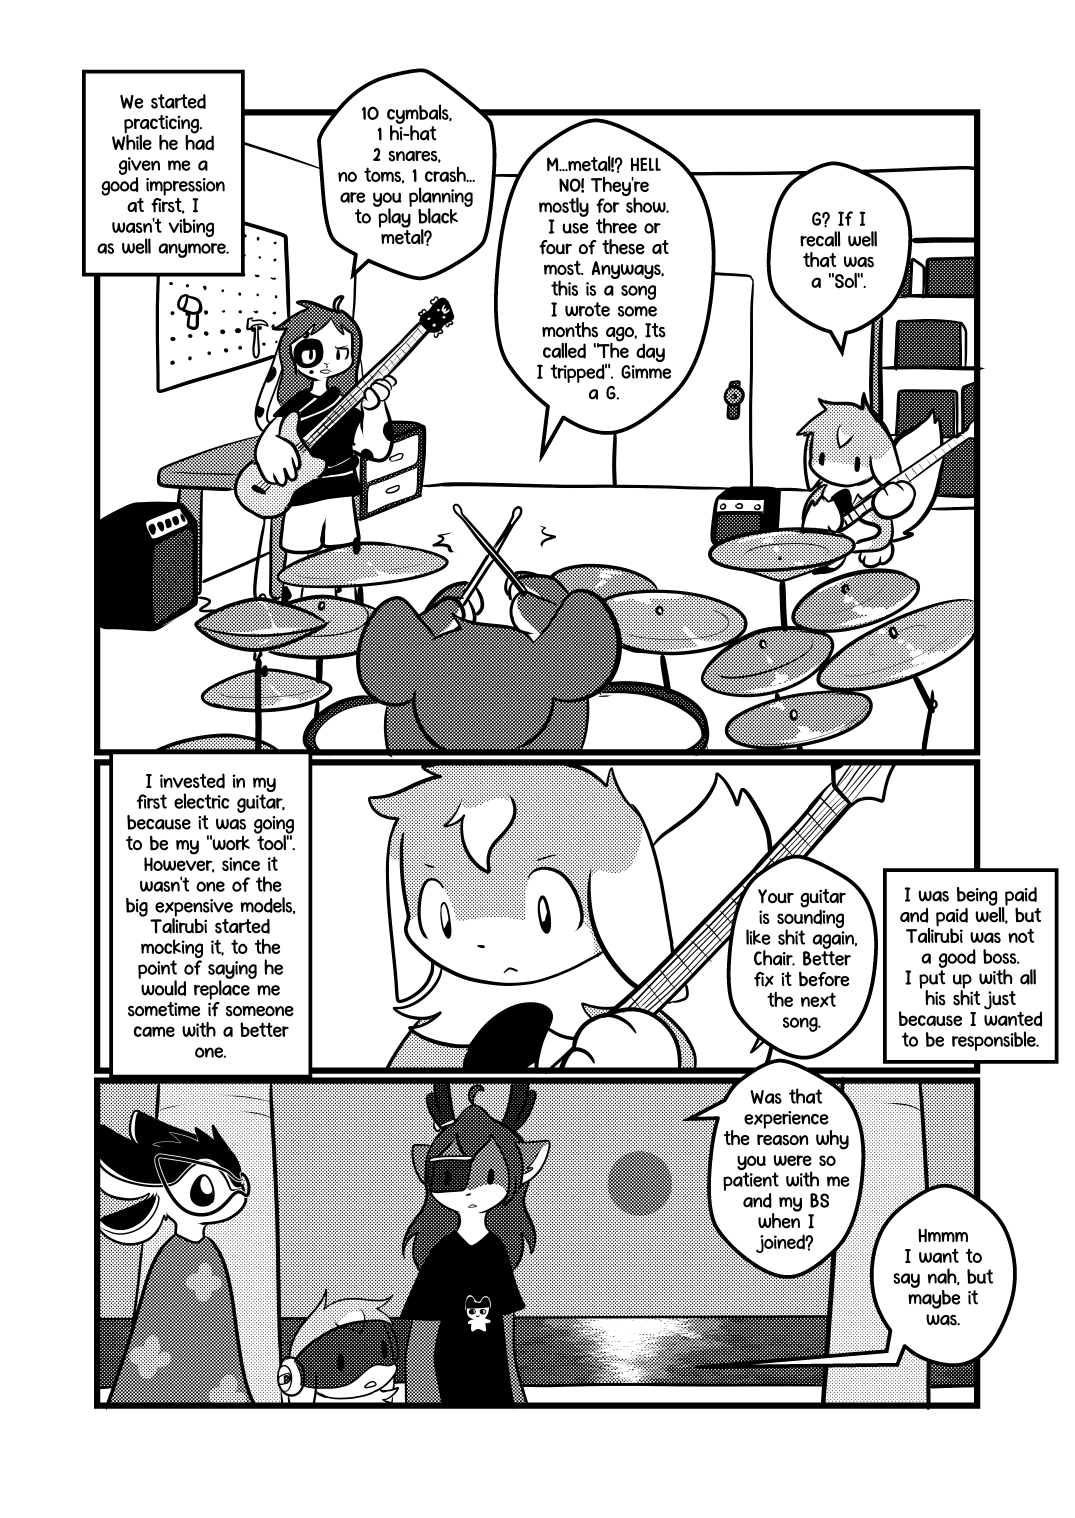 We started
practicing.
While he had
given me a
good impression
at first, I
wasn't vibing
as well anymore.
10 cymbals,
1 hi-hat
2 snares,
no toms, 1 crash...
are you planning
to play black
metal?
M...metal!? HELL
NO! They're
mostly for show.
I use three or
four of these at
most. Anyways,
this is a song
I wrote some
months ago, Its
called "The day
I tripped". Gimme
a G.
G? If I
recall well
that was
a "Sol".
I invested in my
first electric guitar,
because it was going
to be my "work tool".
However, since it
wasn't one of the
big expensive models,
Talirubi started
mocking it, to the
point of saying he
would replace me
sometime if someone
came with a better
one.
Your guitar
is sounding
like shit again,
Chair. Better
fix it before
the next
song.
I was being paid
and paid well, but
Talirubi was not
a good boss.
I put up with all
his shit just
because I wanted
to be responsible.
Was that
experience
the reason why
you were so
patient with me
and my BS
when I
joined?
Hmmm
I want to
say nah, but
maybe it
was.